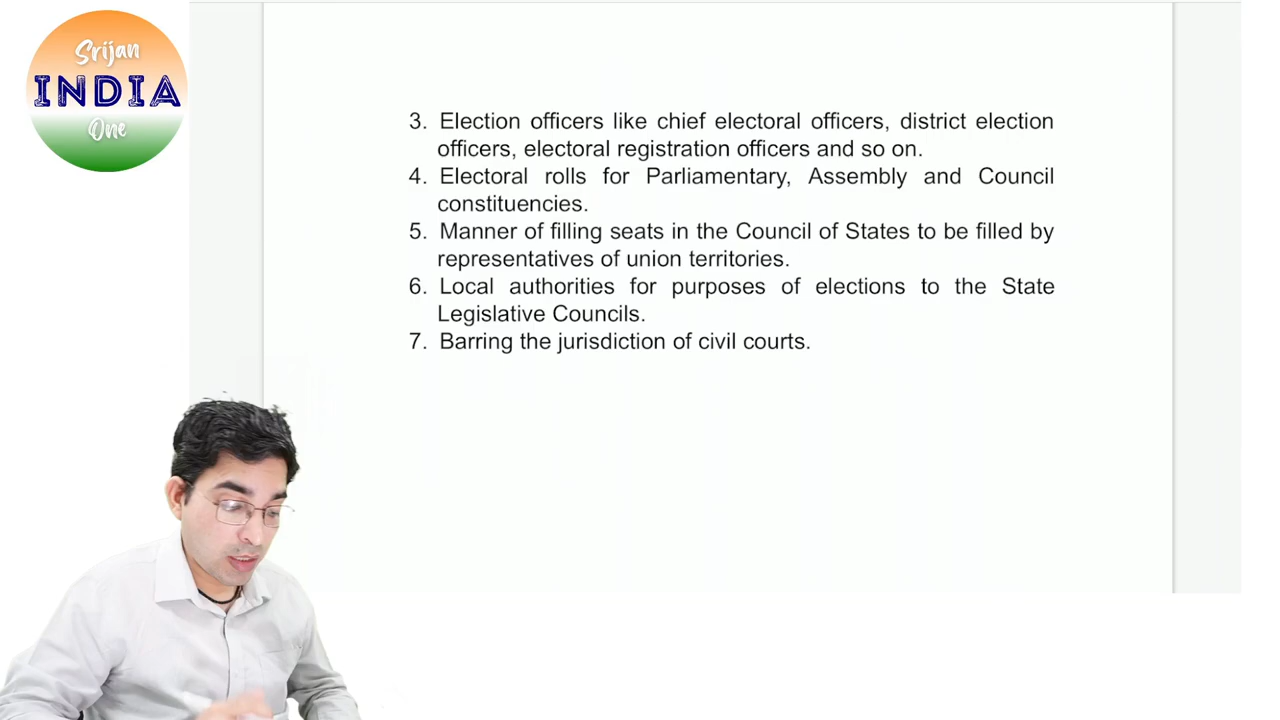 Srijan
INDIA
One
3. Election officers like chief electoral officers, district election
officers, electoral registration officers and so on.
4. Electoral rolls for Parliamentary, Assembly and Council
constituencies.
5. Manner of filling seats in the Council of States to be filled by
representatives of union territories.
6. Local authorities for purposes of elections to the State
Legislative Councils.
7. Barring the jurisdiction of civil courts.